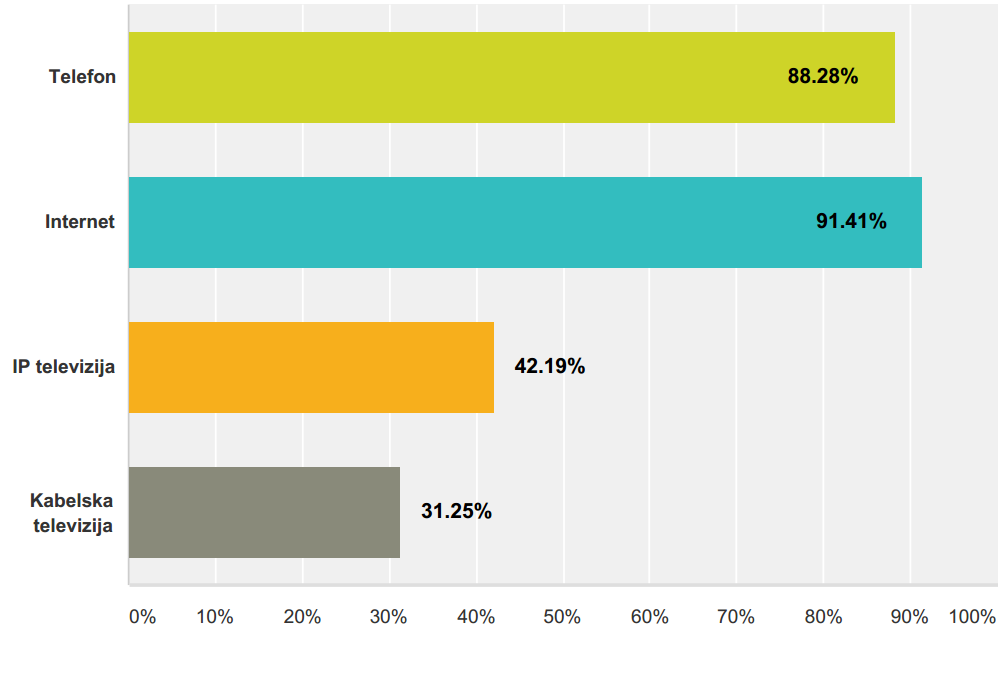 Telefon
88.28%
Internet
91.41%
IP televizija
42.19%
Kabelska
televizija
31.25%
0% 10% 20% 30% 40% 50% 60% 70% 80% 90% 100%